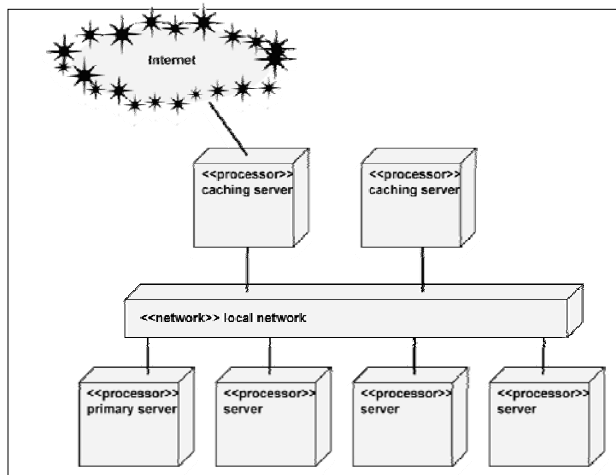 Internet
<<processor>>
caching server
<<processor>>
caching server
<<network>> local network
<<processor>>
primary server
<<processor>>
server
<<processor>>
server
<<processor>>
server